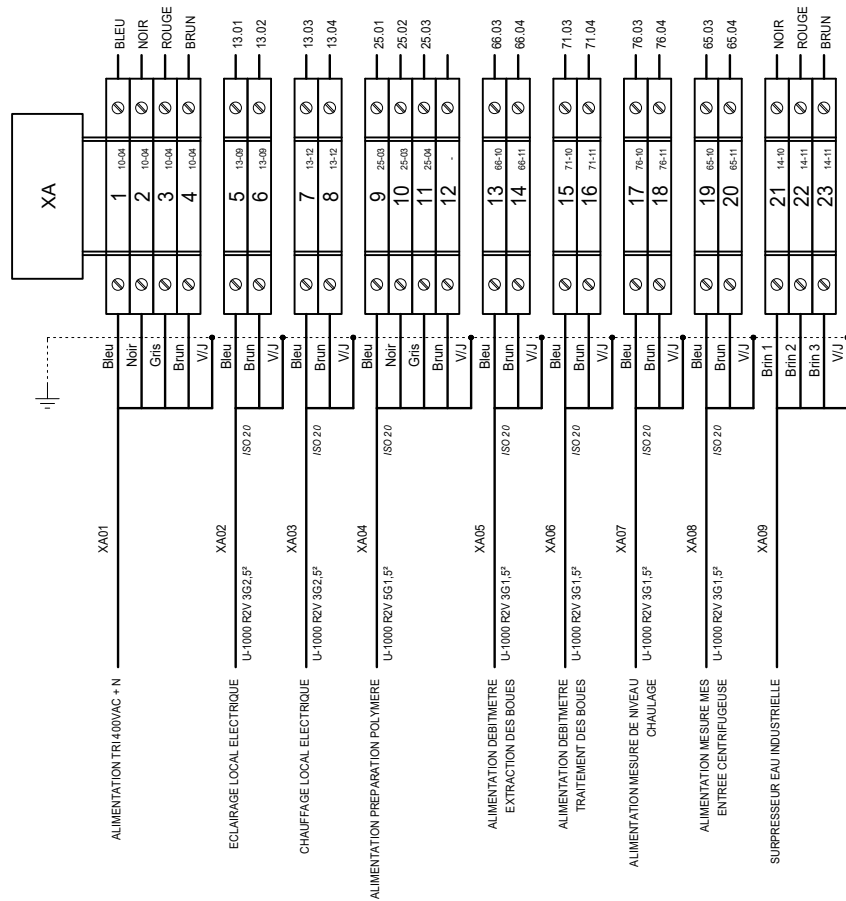 XA
BLEU
NOIR
ROUGE
BRUN
13.01
13.02
13.03
13.04
25.01
25.02
25.03
66.03
66.04
71.03
71.04
76.03
76.04
65.03
65.04
NOIR
ROUGE
BRUN
1 10-04
2 10-04
3 10-04
4 10-04
5 13-09
6 13-09
7 13-12
8 13-12
9 25-03
10 25-03
11 25-04
12 -
13 66-10
14 66-11
15 71-10
16 71-11
17 76-10
18 76-11
19 65-10
20 65-11
21 14-10
22 14-11
23 14-11
Bleu
Noir
Gris
Brun
V/J
Bleu
Brun
V/J
Bleu
Brun
V/J
Bleu
Noir
Gris
Brun
V/J
Bleu
Brun
V/J
Bleu
Brun
V/J
Bleu
Brun
V/J
Bleu
Brun
V/J
Brin 1
Brin 2
Brin 3
V/J
ISO 20
ISO 20
ISO 20
ISO 20
ISO 20
ISO 20
ISO 20
XA01
XA02
XA03
XA04
XA05
XA06
XA07
XA08
XA09
U-1000 R2V 3G2,5²
U-1000 R2V 3G2,5²
U-1000 R2V 5G1,5²
U-1000 R2V 3G1,5²
U-1000 R2V 3G1,5²
U-1000 R2V 3G1,5²
U-1000 R2V 3G1,5²
ALIMENTATION TRI 400VAC + N
ECLAIRAGE LOCAL ELECTRIQUE
CHAUFFAGE LOCAL ELECTRIQUE
ALIMENTATION PREPARATION POLYMERE
ALIMENTATION DEBITMETRE
EXTRACTION DES BOUES
ALIMENTATION DEBITMETRE
TRAITEMENT DES BOUES
ALIMENTATION MESURE DE NIVEAU
CHAULAGE
ALIMENTATION MESURE MES
ENTREE CENTRIFUGEUSE
SURPRESSEUR EAU INDUSTRIELLE